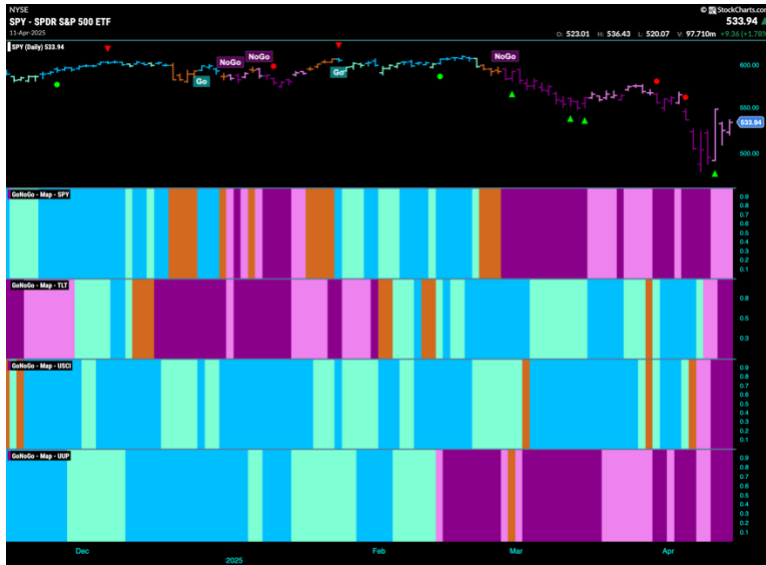 NYSE
© StockCharts.com
SPY - SPDR S&P 500 ETF
533.94
11-Apr-2025
O: 523.01 H: 536.43 L: 520.07 V: 97.710m +9.36 (+1.78%
SPY (Daily) 533.94
NoGo
NoGo
NoGo
Go
Go
600.00
550.00
533.94
500.00
GoNoGo - Map - SPY
0.9
0.8
0.7
0.6
0.5
0.4
0.3
0.2
0.1
GoNoGo - Map - TLT
0.8
0.5
0.3
GoNoGo - Map - USCI
0.9
0.8
0.7
0.6
0.5
0.4
0.3
0.2
0.1
GoNoGo - Map - UUP
0.9
0.8
0.7
0.6
0.5
0.4
0.3
0.2
0.1
Dec
2025
Feb
Mar
Apr